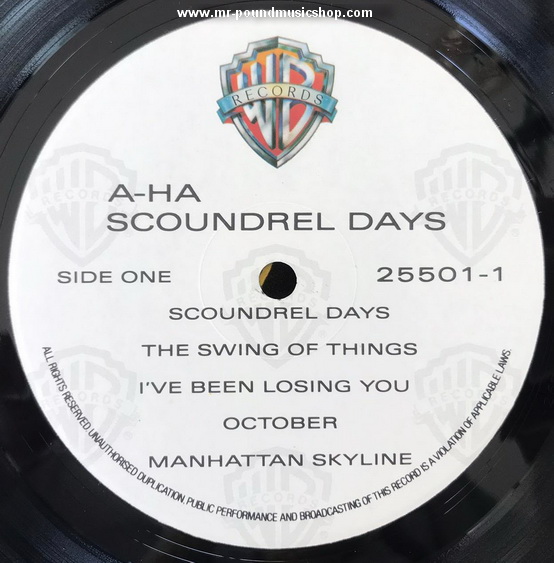 www.mr-poundmusicshop.com
WB
RECORDS
A-HA
SCOUNDREL DAYS
SIDE ONE
25501-1
SCOUNDREL DAYS
THE SWING OF THINGS
I'VE BEEN LOSING YOU
OCTOBER
MANHATTAN SKYLINE
ALL RIGHTS RESERVED UNAUTHORISED DUPLICATION, PUBLIC PERFORMANCE AND BROADCASTING OF THIS RECORD IS A VIOLATION OF APPLICABLE LAWS.